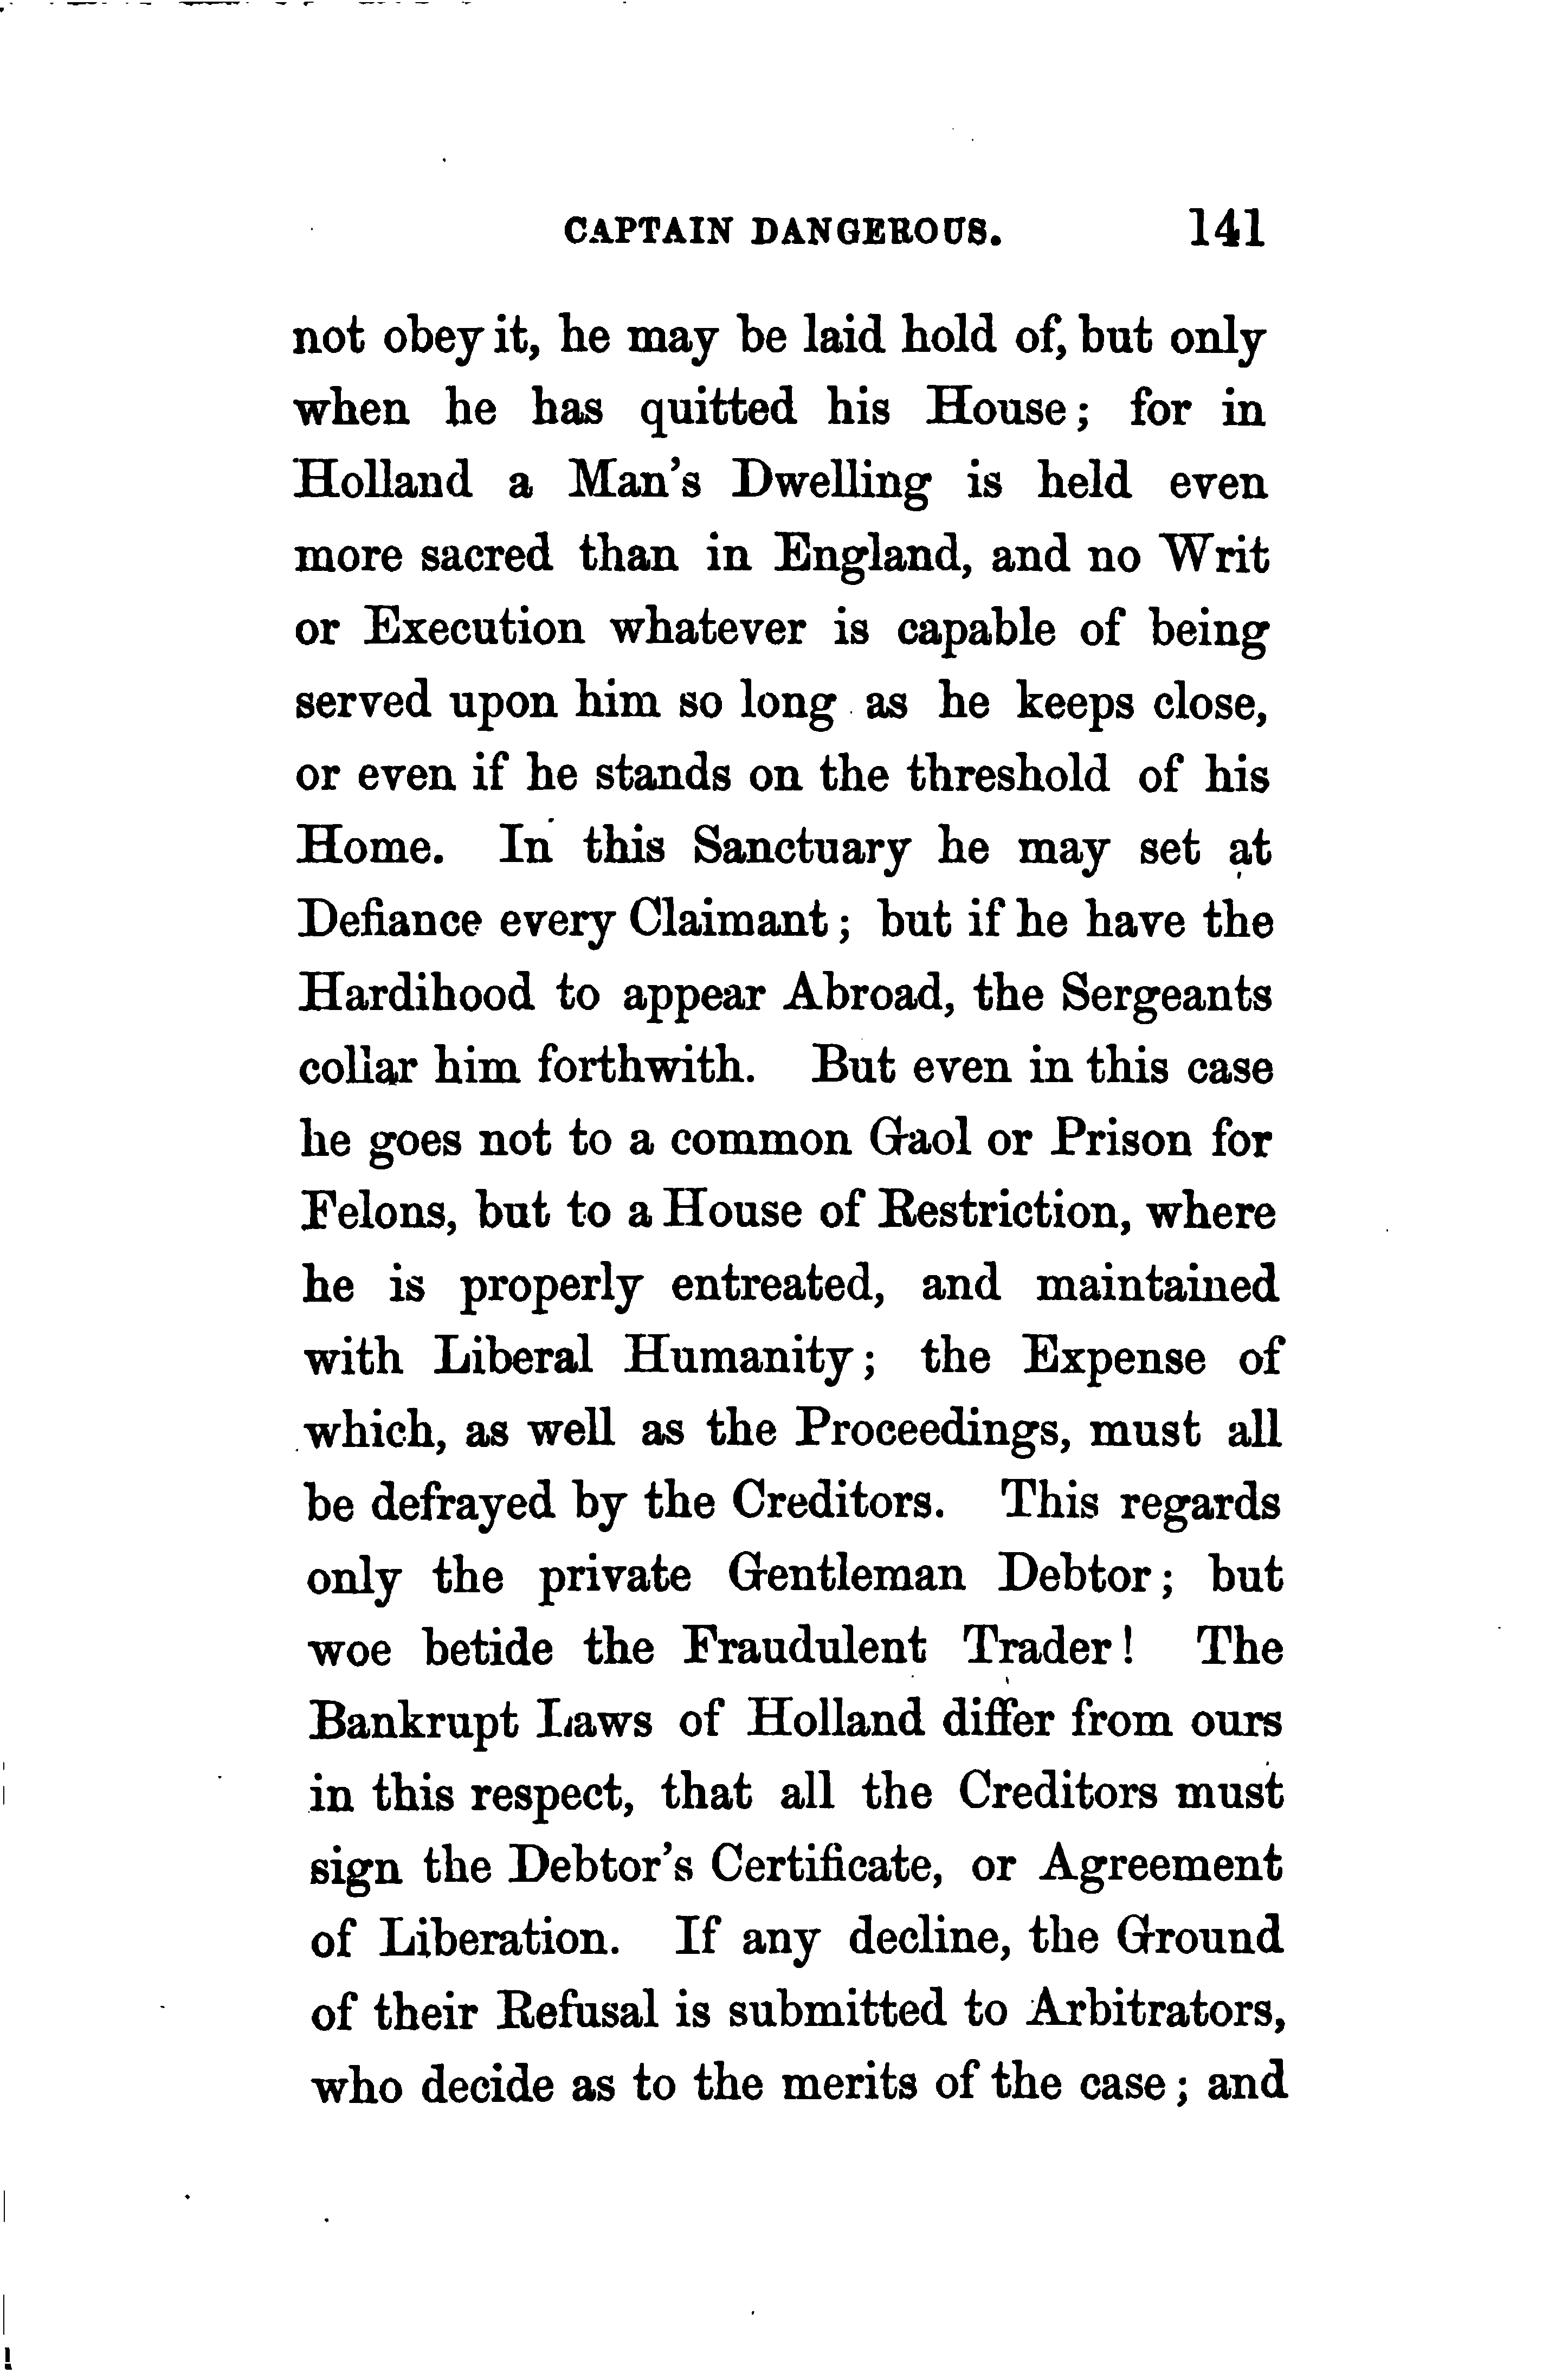 CAPTAIN DANGEROUS. 141
not obey it, he may be laid hold of, but only
when he has quitted his House; for in
Holland a Man's Dwelling is held even
more sacred than in England, and no Writ
or Execution whatever is capable of being
served upon him so long as he keeps close,
or even if he stands on the threshold of his
Home. In this Sanctuary he may set at
Defiance every Claimant; but if he have the
Hardihood to appear Abroad, the Sergeants
collar him forthwith. But even in this case
he goes not to a common Gaol or Prison for
Felons, but to a House of Restriction, where
he is properly entreated, and maintained
with Liberal Humanity; the Expense of
which, as well as the Proceedings, must all
be defrayed by the Creditors. This regards
only the private Gentleman Debtor; but
woe betide the Fraudulent Trader! The
Bankrupt Laws of Holland differ from ours
in this respect, that all the Creditors must
sign the Debtor's Certificate, or Agreement
of Liberation. If any decline, the Ground
of their Refusal is submitted to Arbitrators,
who decide as to the merits of the case; and